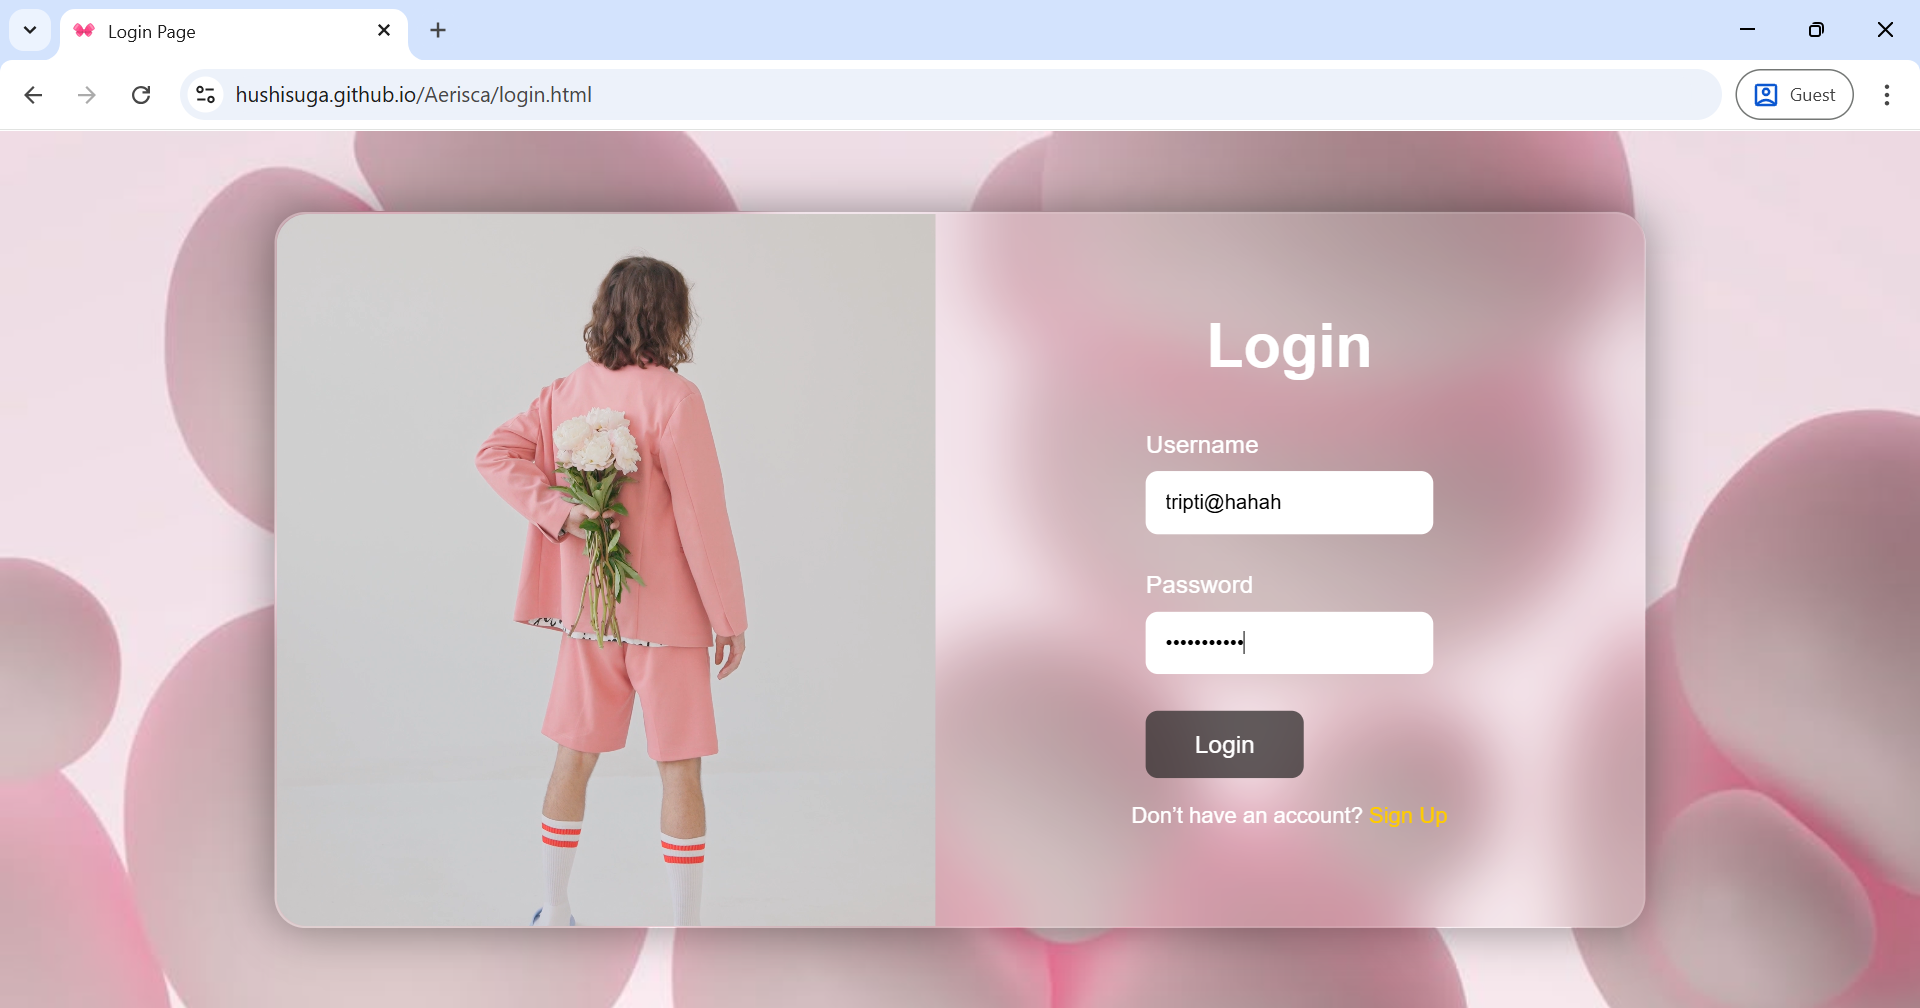 Login Page
hushisuga.github.io/Aerisca/login.html
Guest
Login
Username
tripti@hahah
Password
•••••••••••
Login
Don't have an account? Sign Up